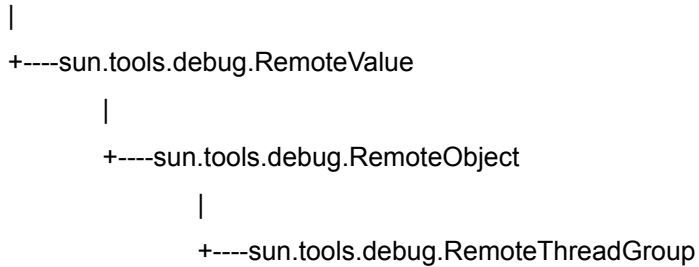 |
+----sun.tools.debug.RemoteValue
|
+----sun.tools.debug.RemoteObject
|
+----sun.tools.debug.RemoteThreadGroup